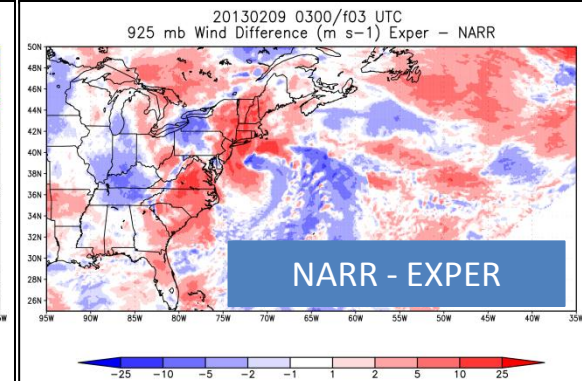 20130209 0300/f03 UTC
925 mb Wind Difference (m s−1) Exper − NARR
50N
48N
46N
44N
42N
40N
38N
36N
34N
32N
30N
28N
26N
NARR - EXPER
5W 95W 90W 85W 80W 75W 70W 65W 60W 55W 50W 45W 40W 35W
−25 −10 −5 −2 −1 1 2 5 10 25